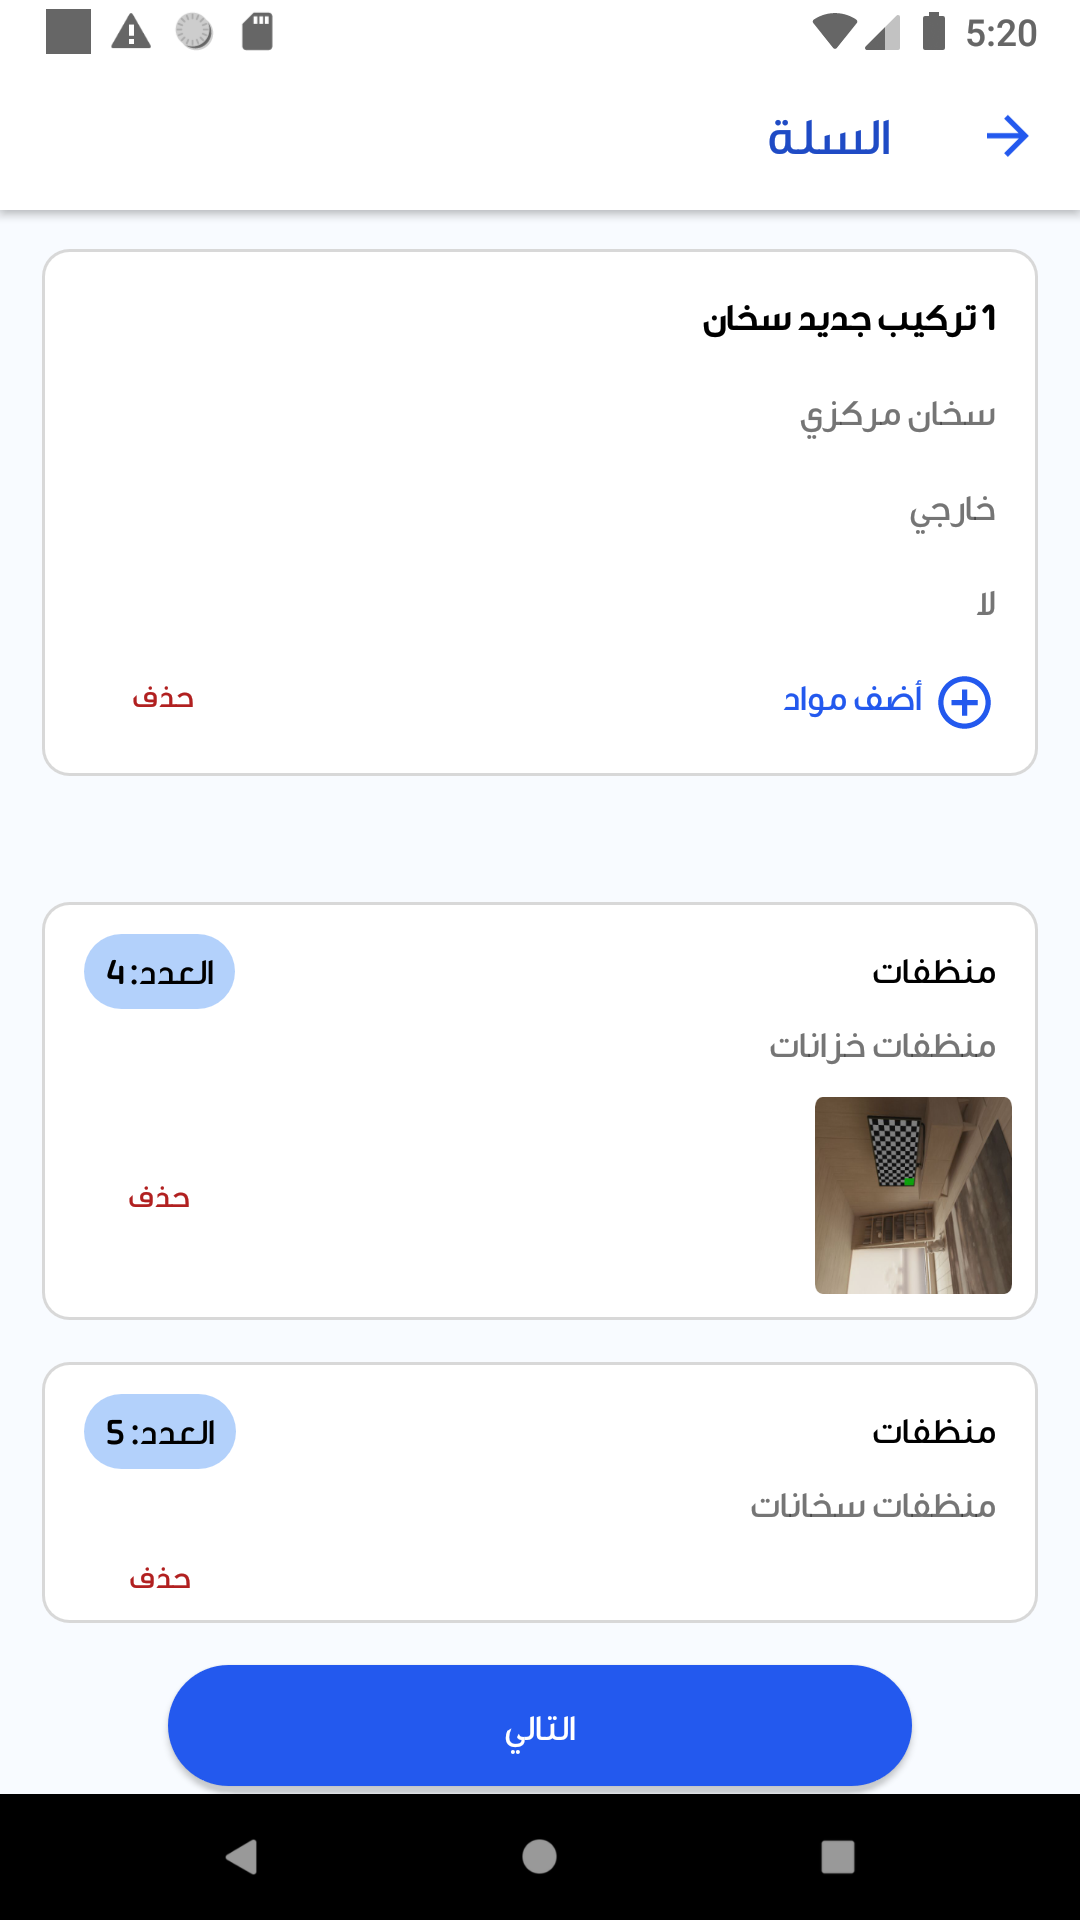 5:20
السلة
1 تركيب جديد سخان
سخان مركزي
خارجي
لا
أضف مواد
حذف
منظفات
العدد: 4
منظفات خزانات
حذف
منظفات
العدد: 5
منظفات سخانات
حذف
التالي